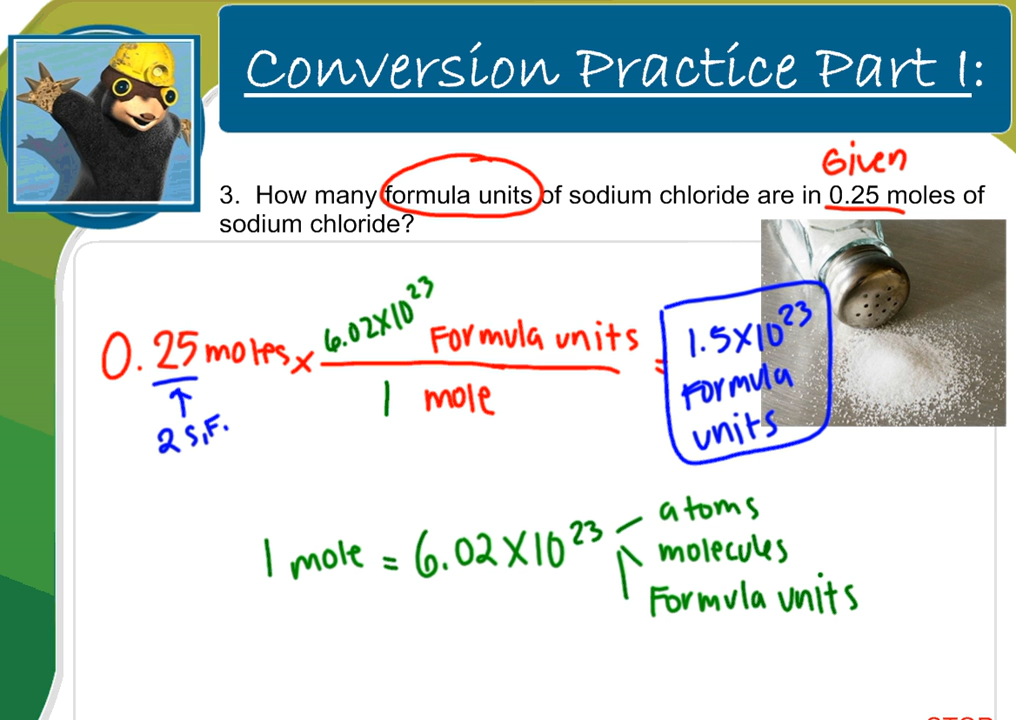 Conversion Practice Part I:
Given
3. How many formula units of sodium chloride are in 0.25 moles of
sodium chloride?
0.25 moles x 6.02X10^23 Formula units
1 mole
= 1.5X10^23
Formula
units
2 S.F.
1 mole = 6.02X10^23
atoms
molecules
Formula units